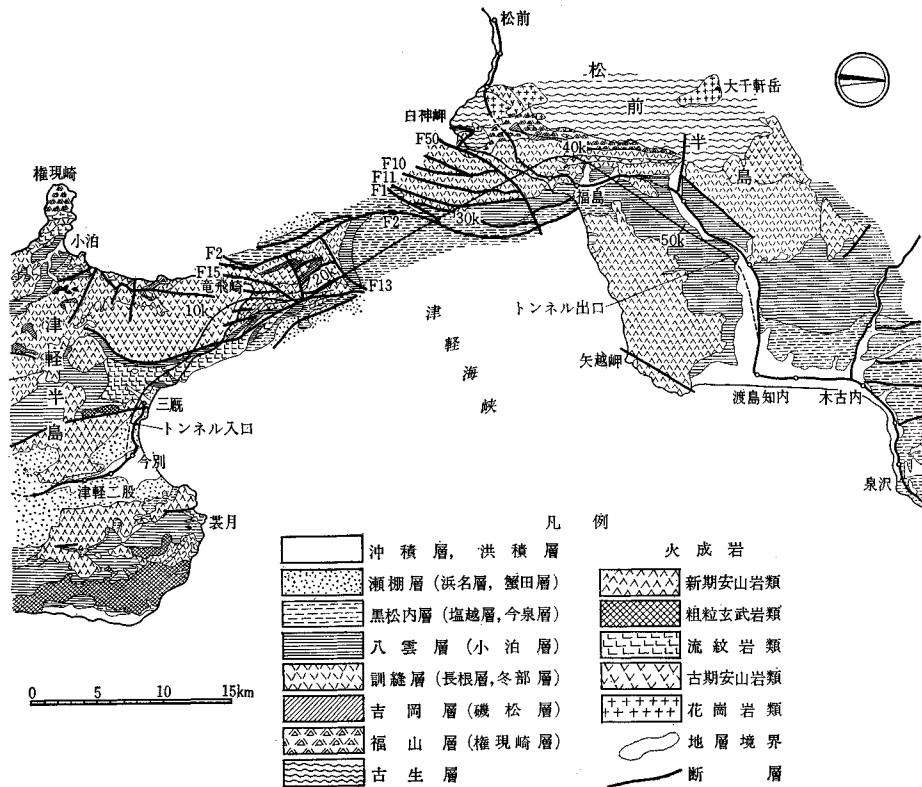 松前
松前半島
大千軒岳
白神岬
F50
40k
F10
F11
F1
福島
権現崎
30k
F2
50k
小泊
F2
F15
竜飛崎
20k
F13
10k
トンネル出口
津軽海峡
津軽半島
矢越岬
三厩
渡島知内
木古内
トンネル入口
今別
津軽二股
泉沢
袰月
凡例
沖積層, 洪積層
瀬棚層(浜名層, 蟹田層)
黒松内層(塩越層, 今泉層)
八雲層(小泊層)
訓縫層(長根層, 冬部層)
吉岡層(磯松層)
福山層(権現崎層)
古生層
火成岩
新期安山岩類
粗粒玄武岩類
流紋岩類
古期安山岩類
花崗岩類
地層境界
断層
0 5 10 15km